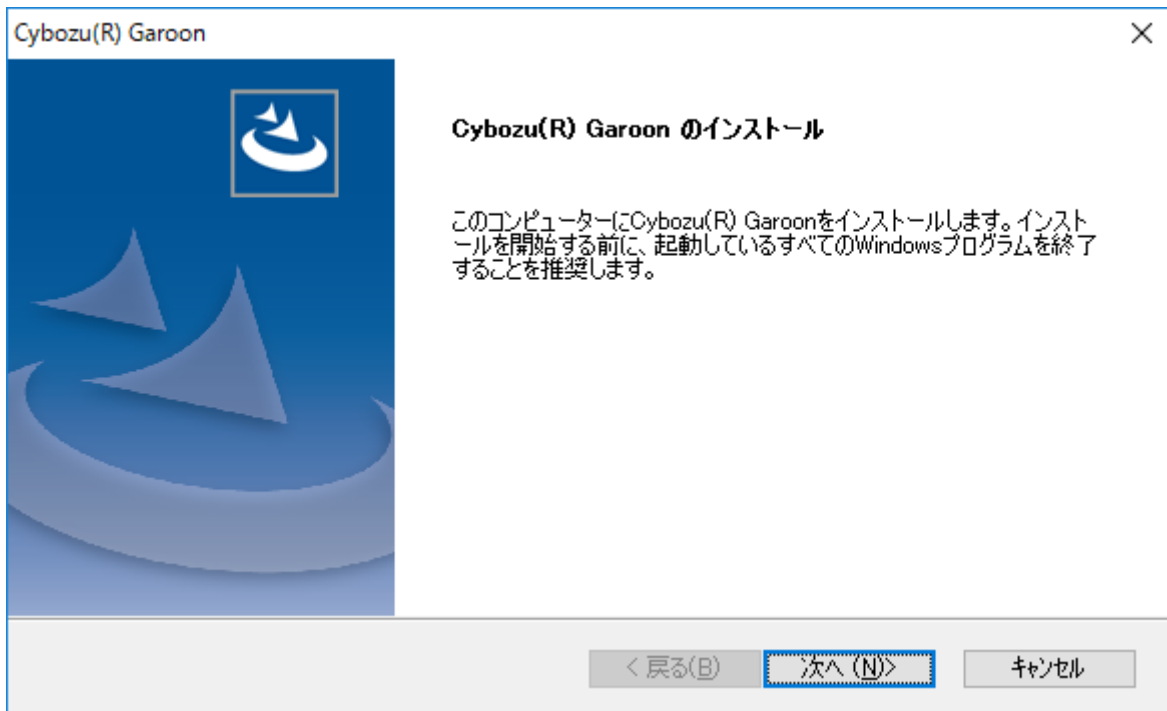 Cybozu(R) Garoon
Cybozu(R) Garoon のインストール
このコンピューターにCybozu(R) Garoonをインストールします。インスト
ールを開始する前に、起動しているすべてのWindowsプログラムを終了
することを推奨します。
< 戻る(B)
次へ (N)>
キャンセル